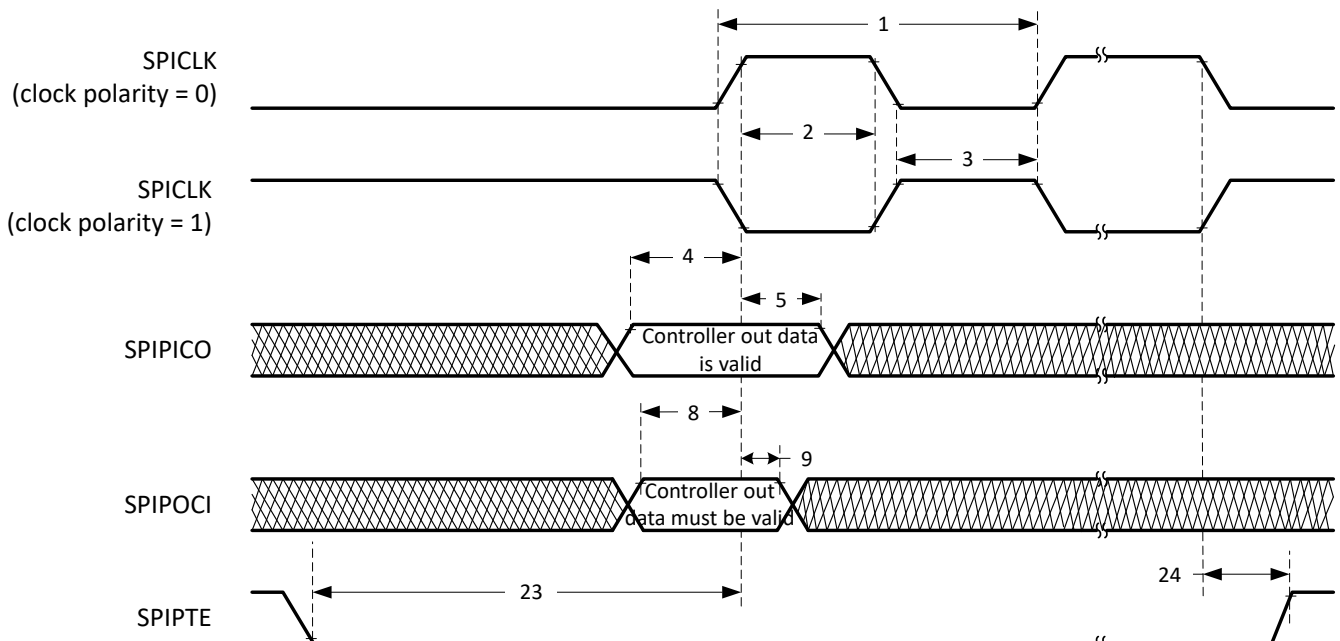 1
SPICLK
(clock polarity = 0)
2
3
SPICLK
(clock polarity = 1)
4
5
SPIPICO
Controller out data
is valid
8
9
SPIPOCI
Controller out
data must be valid
23
24
SPIPTE